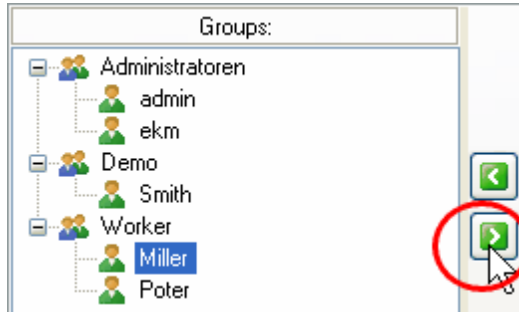 Groups:
Administratoren
admin
ekm
Demo
Smith
Worker
Miller
Poter